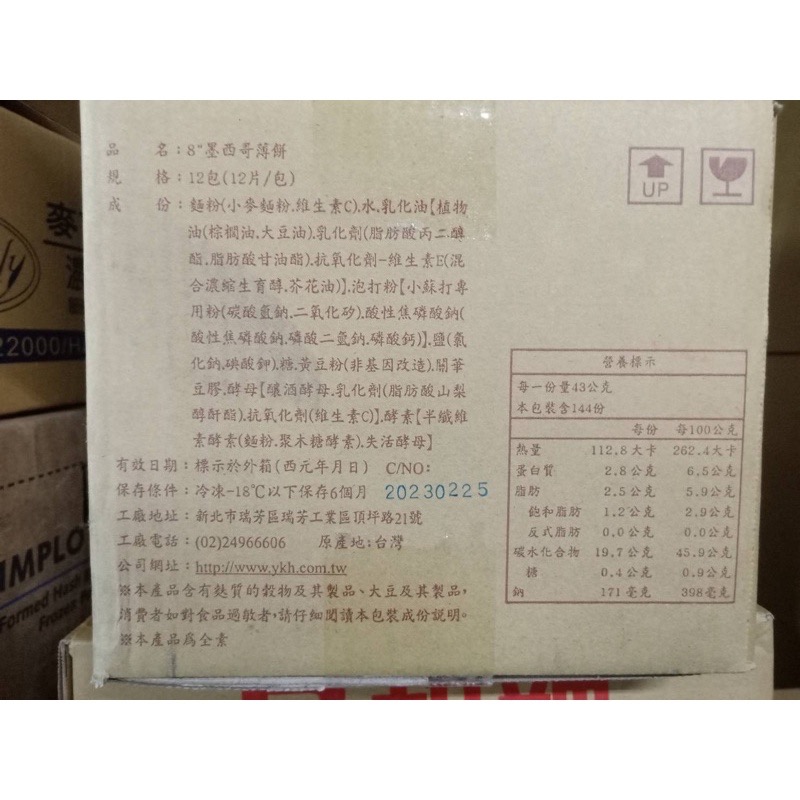 品 名：8"墨西哥薄餅
規 格：12包(12片/包)
成 份：麵粉(小麥麵粉.維生素C).水.乳化油【植物
油(棕櫚油.大豆油).乳化劑(脂肪酸丙二醇
酯.脂肪酸甘油酯).抗氧化劑-維生素E(混
合濃縮生育醇.芥花油)】.泡打粉【小蘇打專
用粉(碳酸氫鈉.二氧化矽).酸性焦磷酸鈉(
酸性焦磷酸鈉.磷酸二氫鈉.磷酸鈣)】.鹽(氯
化鈉.碘酸鉀).糖.黃豆粉(非基因改造).關華
豆膠.酵母【釀酒酵母.乳化劑(脂肪酸山梨
醇酐酯).抗氧化劑(維生素C)】.酵素【半纖維
素酵素(麵粉.聚木糖酵素).失活酵母】
有效日期：標示於外箱(西元年月日) C/NO：
保存條件：冷凍-18℃以下保存6個月 20230225
工廠地址：新北市瑞芳區瑞芳工業區頂坪路21號
工廠電話：(02)24966606 原產地：台灣
公司網址：http://www.ykh.com.tw
※本產品含有麩質的穀物及其製品、大豆及其製品，
消費者如對食品過敏者，請仔細閱讀本包裝成份說明。
※本產品為全素
UP
營養標示
每一份量43公克
本包裝含144份
每份 每100公克
熱量 112.8大卡 262.4大卡
蛋白質 2.8公克 6.5公克
脂肪 2.5公克 5.9公克
飽和脂肪 1.2公克 2.9公克
反式脂肪 0.0公克 0.0公克
碳水化合物 19.7公克 45.9公克
糖 0.4公克 0.9公克
鈉 171毫克 398毫克
麥
22000/H
IMPLO
Formed Hash
Frozen